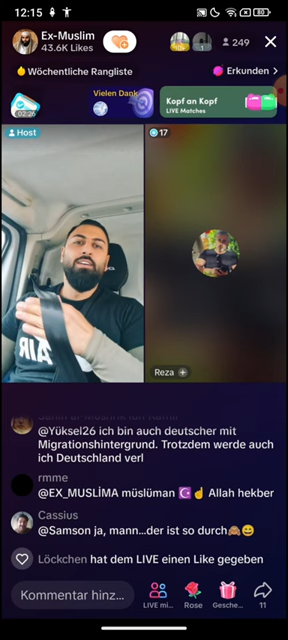 12:15
80
Ex-Muslim
43.6K Likes
249
Wöchentliche Rangliste
Erkunden >
02:26
Vielen Dank
Kopf an Kopf
LIVE Matches
Host
17
AIR
Reza
@Yüksel26 ich bin auch deutscher mit
Migrationshintergrund. Trotzdem werde auch
ich Deutschland verl
rmme
@EX_MUSLİMA müslüman ☪️☝️ Allah hekber
Cassius
@Samson ja, mann...der ist so durch🙈😄
Löckchen hat dem LIVE einen Like gegeben
Kommentar hinz...
LIVE mi...
Rose
Gesche...
11